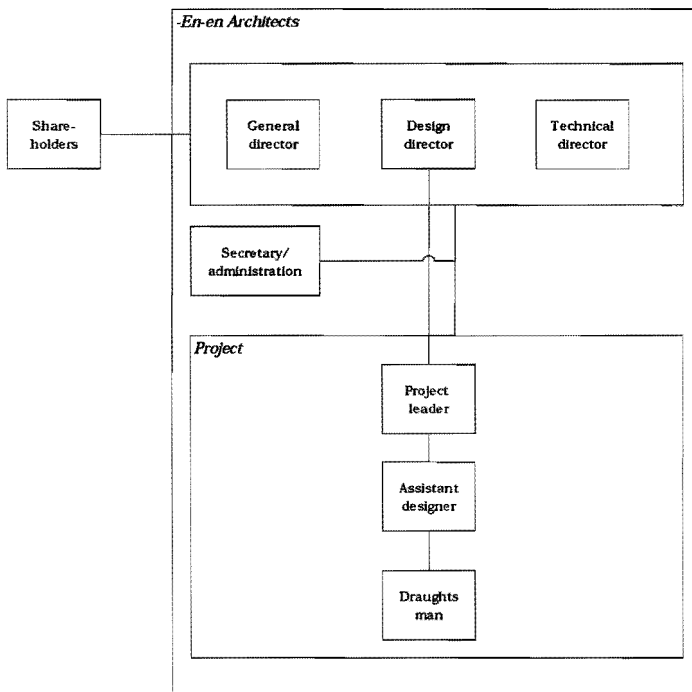 -En-en Architects
Share-
holders
General
director
Design
director
Technical
director
Secretary/
administration
Project
Project
leader
Assistant
designer
Draughts
man